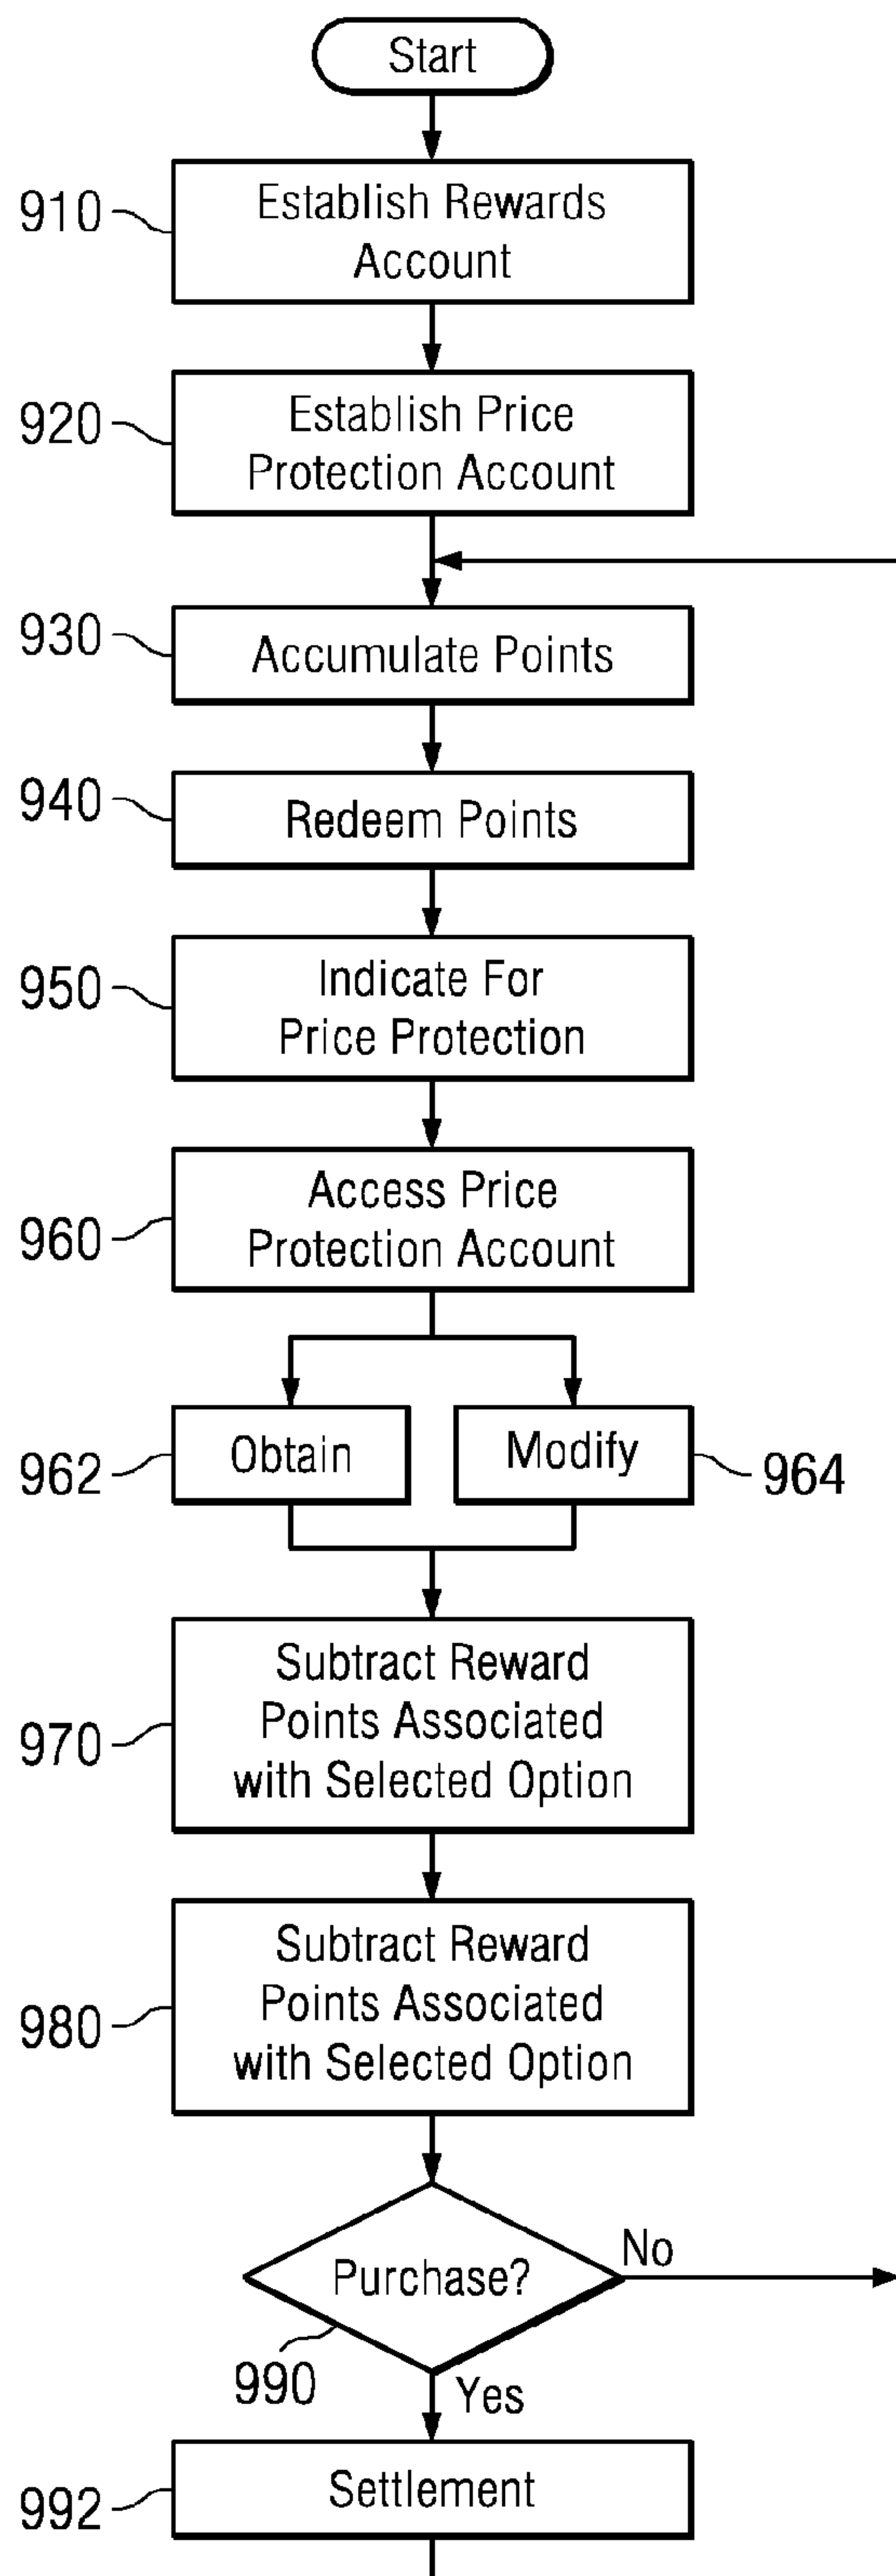 Start
910
Establish Rewards
Account
920
Establish Price
Protection Account
930
Accumulate Points
940
Redeem Points
950
Indicate For
Price Protection
960
Access Price
Protection Account
962
Obtain
Modify
964
970
Subtract Reward
Points Associated
with Selected Option
980
Subtract Reward
Points Associated
with Selected Option
Purchase?
No
990
Yes
992
Settlement